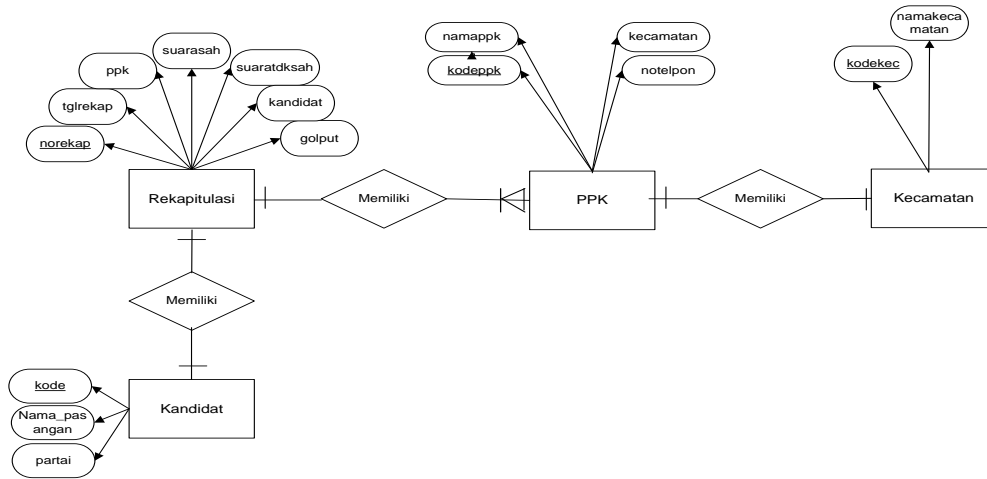 suarasah
ppk
suaratdksah
tglrekap
kandidat
norekap
golput
namappk
kodeppk
kecamatan
notelpon
namakeca
matan
kodekec
Rekapitulasi
Memiliki
PPK
Memiliki
Kecamatan
Memiliki
kode
Nama_pas
angan
partai
Kandidat